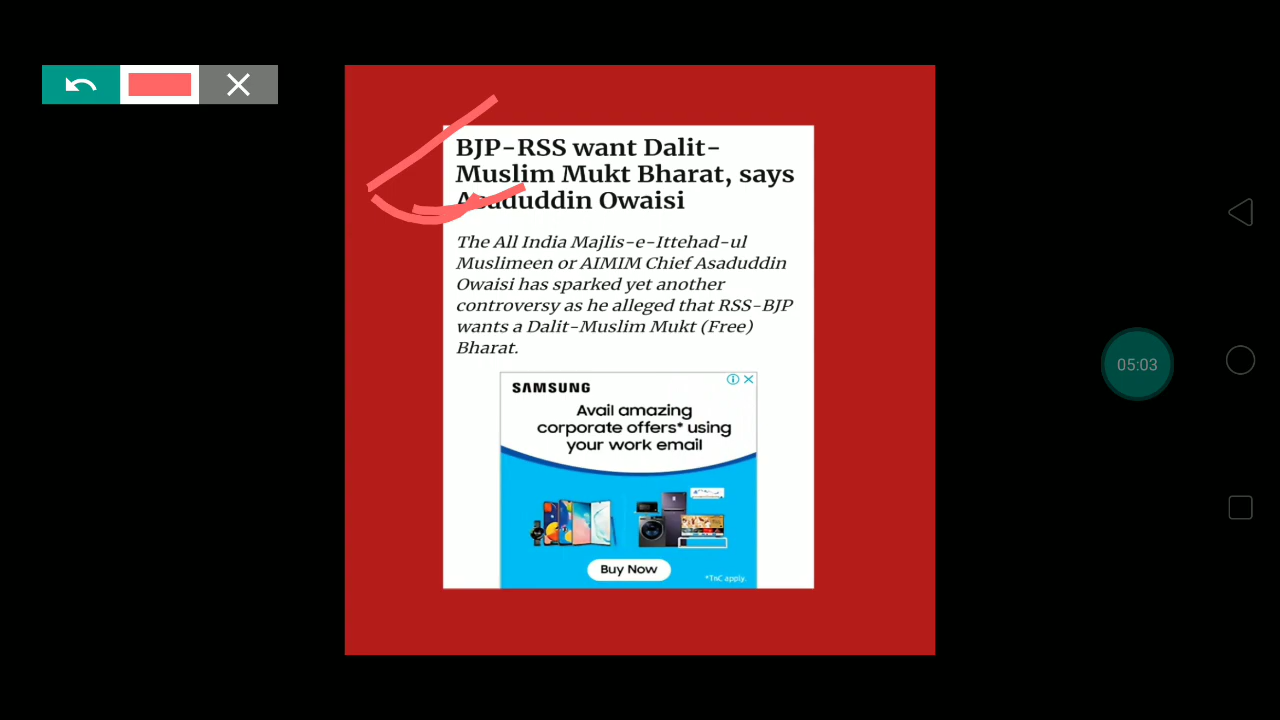 BJP-RSS want Dalit-
Muslim Mukt Bharat, says
Asaduddin Owaisi
The All India Majlis-e-Ittehad-ul
Muslimeen or AIMIM Chief Asaduddin
Owaisi has sparked yet another
controversy as he alleged that RSS-BJP
wants a Dalit-Muslim Mukt (Free)
Bharat.
SAMSUNG
Avail amazing
corporate offers* using
your work email
Buy Now
*TnC apply.
05:03